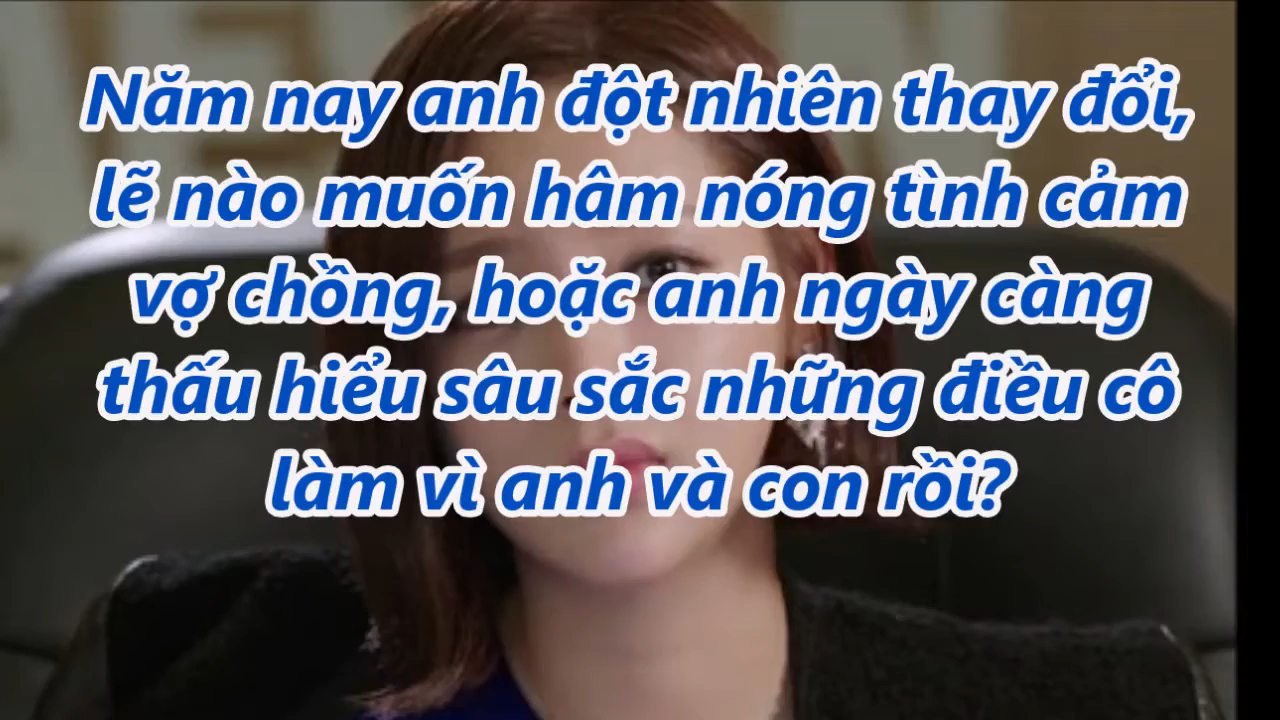 Năm nay anh đột nhiên thay đổi,
lẽ nào muốn hâm nóng tình cảm
vợ chồng, hoặc anh ngày càng
thấu hiểu sâu sắc những điều cô
làm vì anh và con rồi?